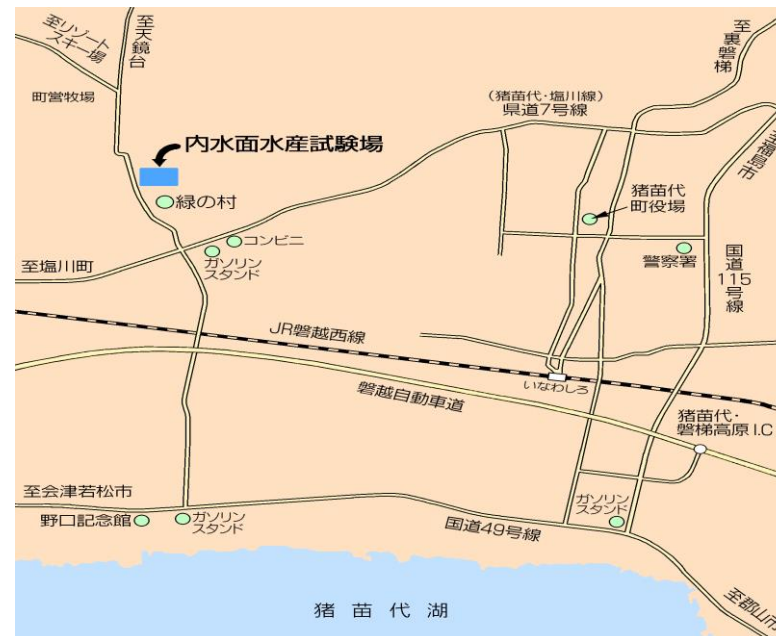 至リゾート
スキー場
至天鏡台
至裏磐梯
町営牧場
(猪苗代・塩川線)
県道7号線
至福島市
内水面水産試験場
緑の村
猪苗代
町役場
コンビニ
ガソリン
スタンド
至塩川町
警察署
国道
115
号線
JR磐越西線
いなわしろ
磐越自動車道
猪苗代・
磐梯高原I.C
至会津若松市
野口記念館
ガソリン
スタンド
国道49号線
ガソリン
スタンド
至郡山市
猪苗代湖